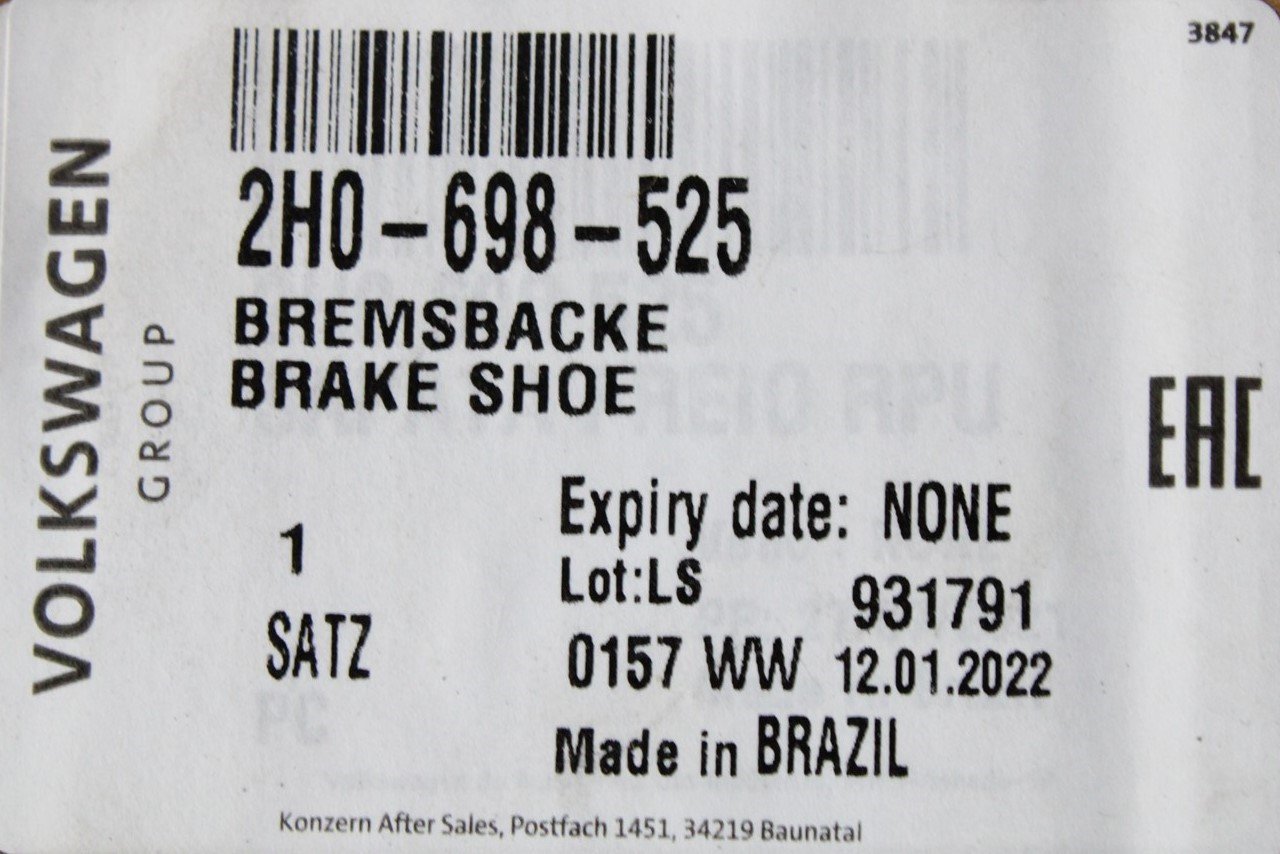 3847
VOLKSWAGEN
GROUP
2H0-698-525
BREMSBACKE
BRAKE SHOE
EAC
1
SATZ
Expiry date: NONE
Lot:LS 931791
0157 WW 12.01.2022
Made in BRAZIL
Konzern After Sales, Postfach 1451, 34219 Baunatal